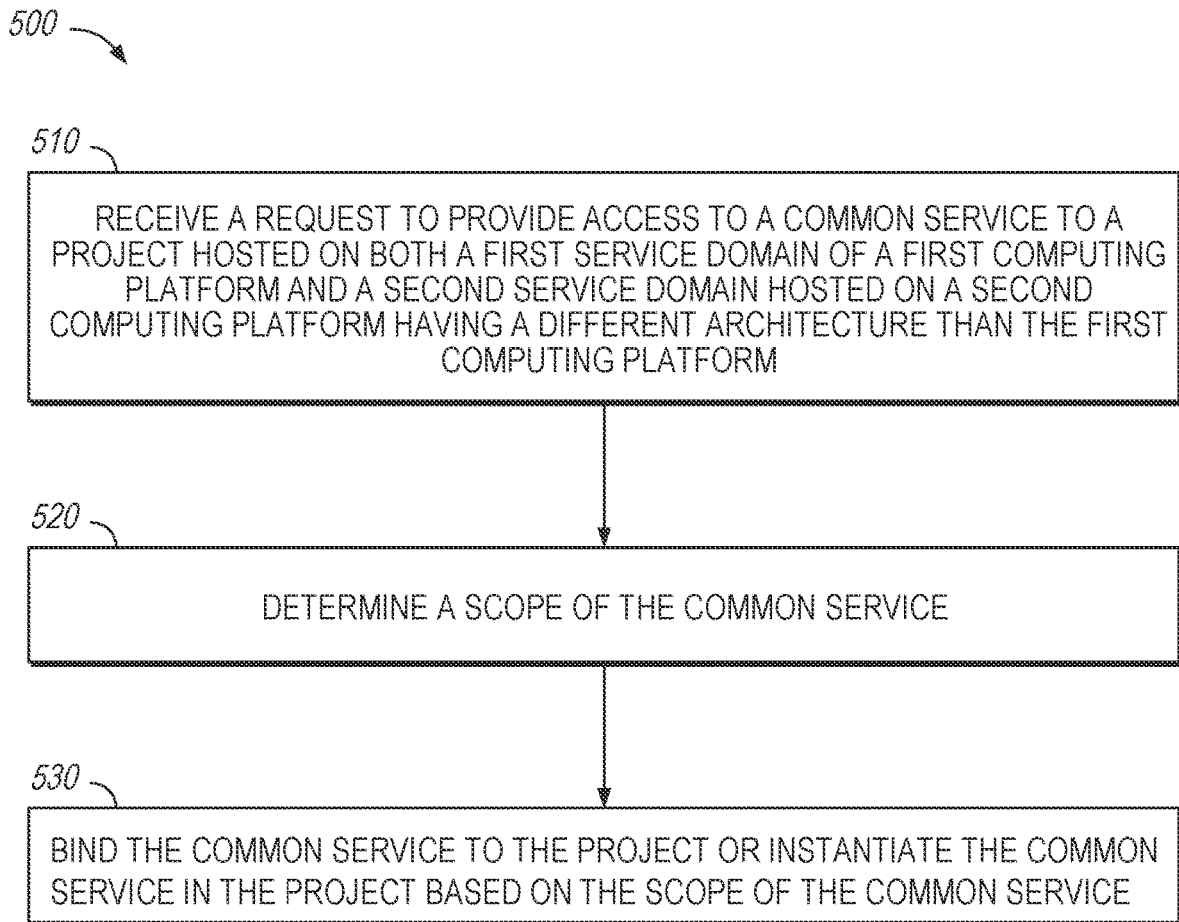 500
510
RECEIVE A REQUEST TO PROVIDE ACCESS TO A COMMON SERVICE TO A
PROJECT HOSTED ON BOTH A FIRST SERVICE DOMAIN OF A FIRST COMPUTING
PLATFORM AND A SECOND SERVICE DOMAIN HOSTED ON A SECOND
COMPUTING PLATFORM HAVING A DIFFERENT ARCHITECTURE THAN THE FIRST
COMPUTING PLATFORM
520
DETERMINE A SCOPE OF THE COMMON SERVICE
530
BIND THE COMMON SERVICE TO THE PROJECT OR INSTANTIATE THE COMMON
SERVICE IN THE PROJECT BASED ON THE SCOPE OF THE COMMON SERVICE